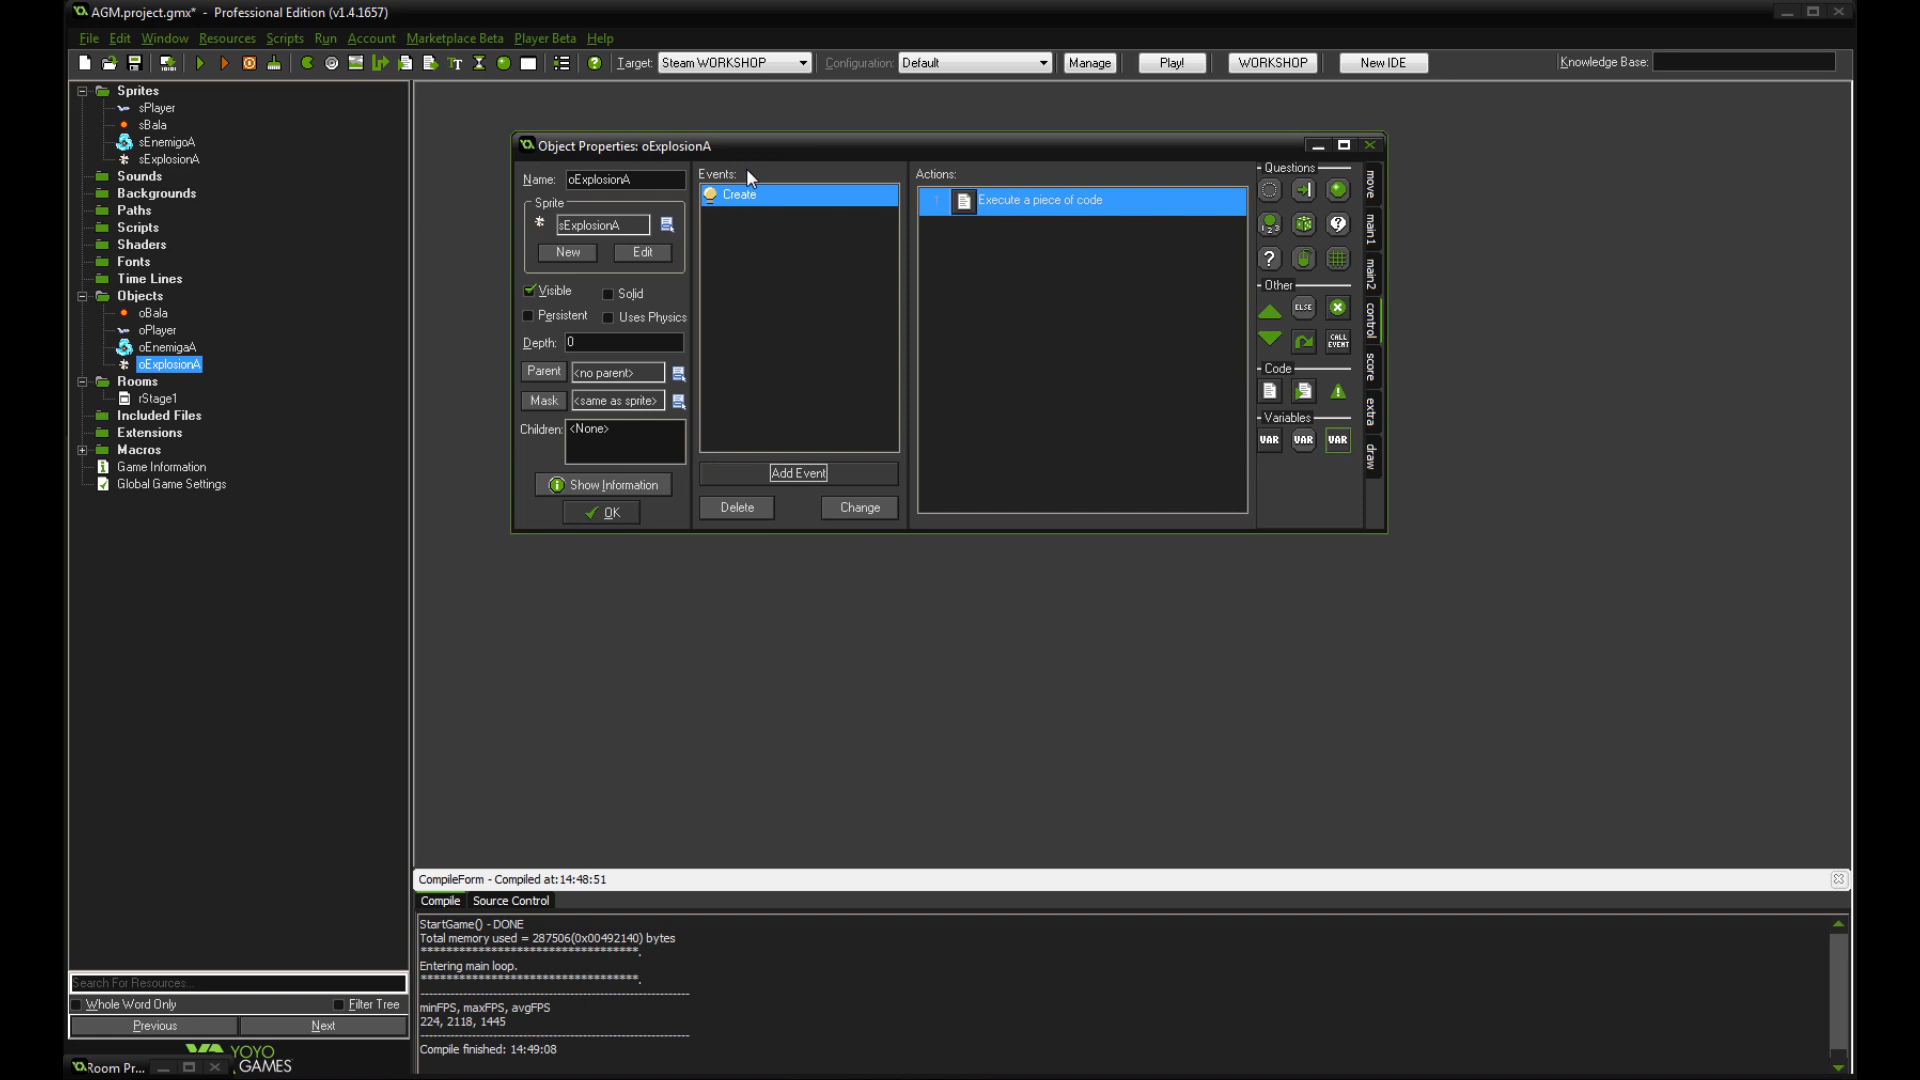 AGM.project.gmx* - Professional Edition (v1.4.1657)
File Edit Window Resources Scripts Run Account Marketplace Beta Player Beta Help
Target: Steam WORKSHOP Configuration: Default Manage Play! WORKSHOP New IDE Knowledge Base:
Sprites
sPlayer
sBala
sEnemigoA
sExplosionA
Sounds
Backgrounds
Paths
Scripts
Shaders
Fonts
Time Lines
Objects
oBala
oPlayer
oEnemigaA
oExplosionA
Rooms
rStage1
Included Files
Extensions
Macros
Game Information
Global Game Settings
Search For Resources...
Whole Word Only Filter Tree
Previous Next
YOYO
GAMES
Room Pr...
Object Properties: oExplosionA
Name: oExplosionA
Sprite
sExplosionA
New Edit
Visible Solid
Persistent Uses Physics
Depth: 0
Parent <no parent>
Mask <same as sprite>
Children: <None>
Show Information
OK
Events:
Create
Add Event
Delete Change
Actions:
1 Execute a piece of code
Questions
Other
ELSE
CALL
EVENT
Code
Variables
VAR VAR VAR
move
main1
main2
control
score
extra
draw
CompileForm - Compiled at:14:48:51
Compile Source Control
StartGame() - DONE
Total memory used = 287506(0x00492140) bytes
***********************************.
Entering main loop.
***********************************.
minFPS, maxFPS, avgFPS
224, 2118, 1445
Compile finished: 14:49:08